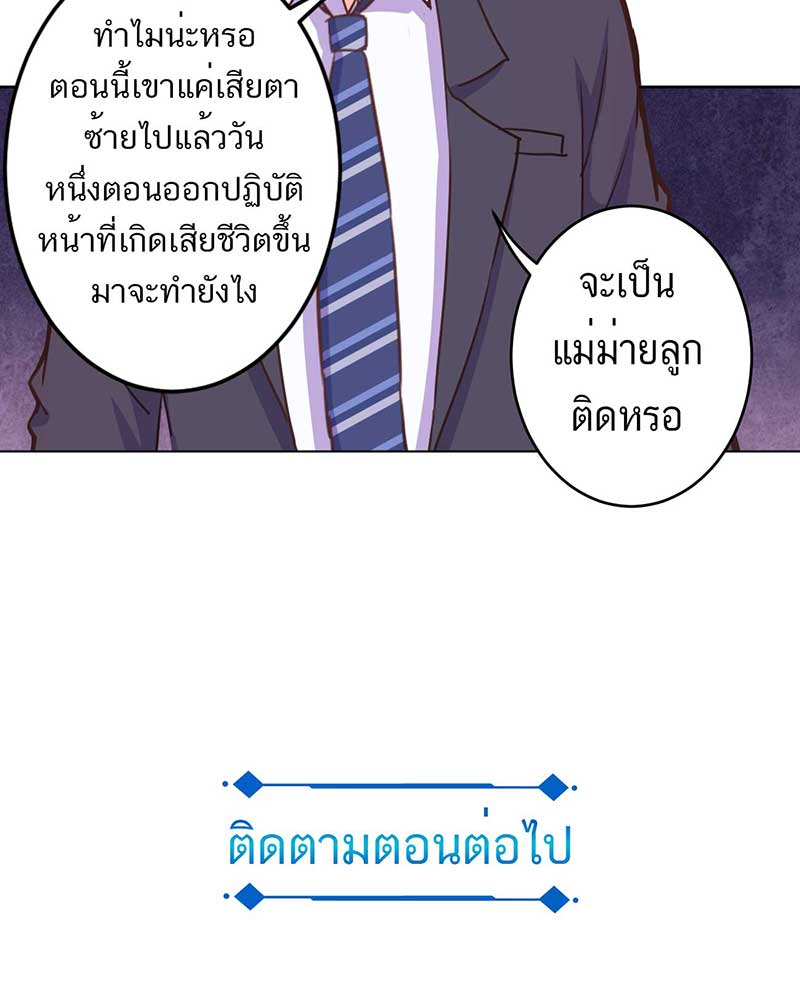 ทำไมน่ะหรอ
ตอนนี้เขาแค่เสียตา
ซ้ายไปแล้ววัน
หนึ่งตอนออกปฏิบัติ
หน้าที่เกิดเสียชีวิตขึ้น
มาจะทำยังไง
จะเป็น
แม่ม่ายลูก
ติดหรอ
ติดตามตอนต่อไป